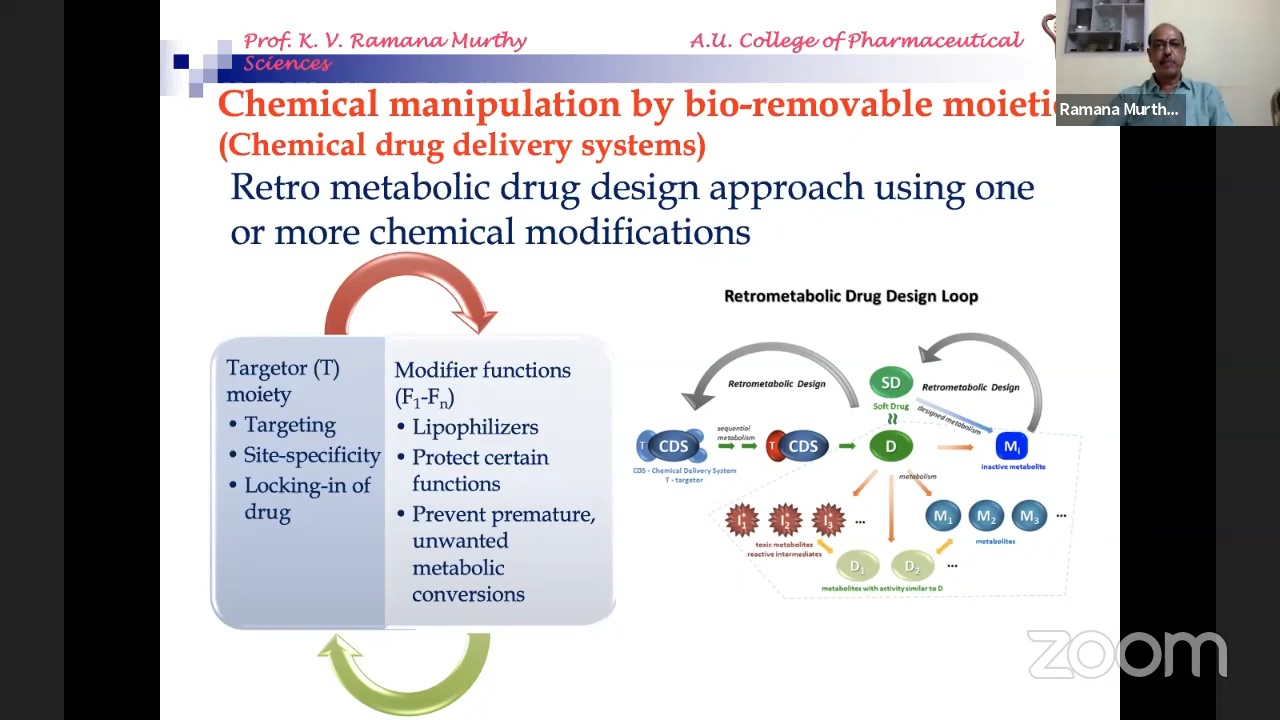 Prof. K. V. Ramana Murthy A.U. College of Pharmaceutical
Sciences
Ramana Murth...
Chemical manipulation by bio-removable
(Chemical drug delivery systems)
Retro metabolic drug design approach using one
or more chemical modifications
Targetor (T)
moiety
• Targeting
• Site-specificity
• Locking-in of
drug
Modifier functions
(F1-Fn)
• Lipophilizers
• Protect certain
functions
• Prevent premature,
unwanted
metabolic
conversions
Retrometabolic Drug Design Loop
Retrometabolic Design
SD
Soft Drug
Retrometabolic Design
designed metabolism
T CDS
sequential
metabolism
T CDS
D
Mi
inactive metabolite
CDS - Chemical Delivery System
T - targetor
metabolism
I1 I2 I3 ...
toxic metabolites
reactive intermediates
M1 M2 M3 ...
metabolites
D1 D2 ...
metabolites with activity similar to D
zoom